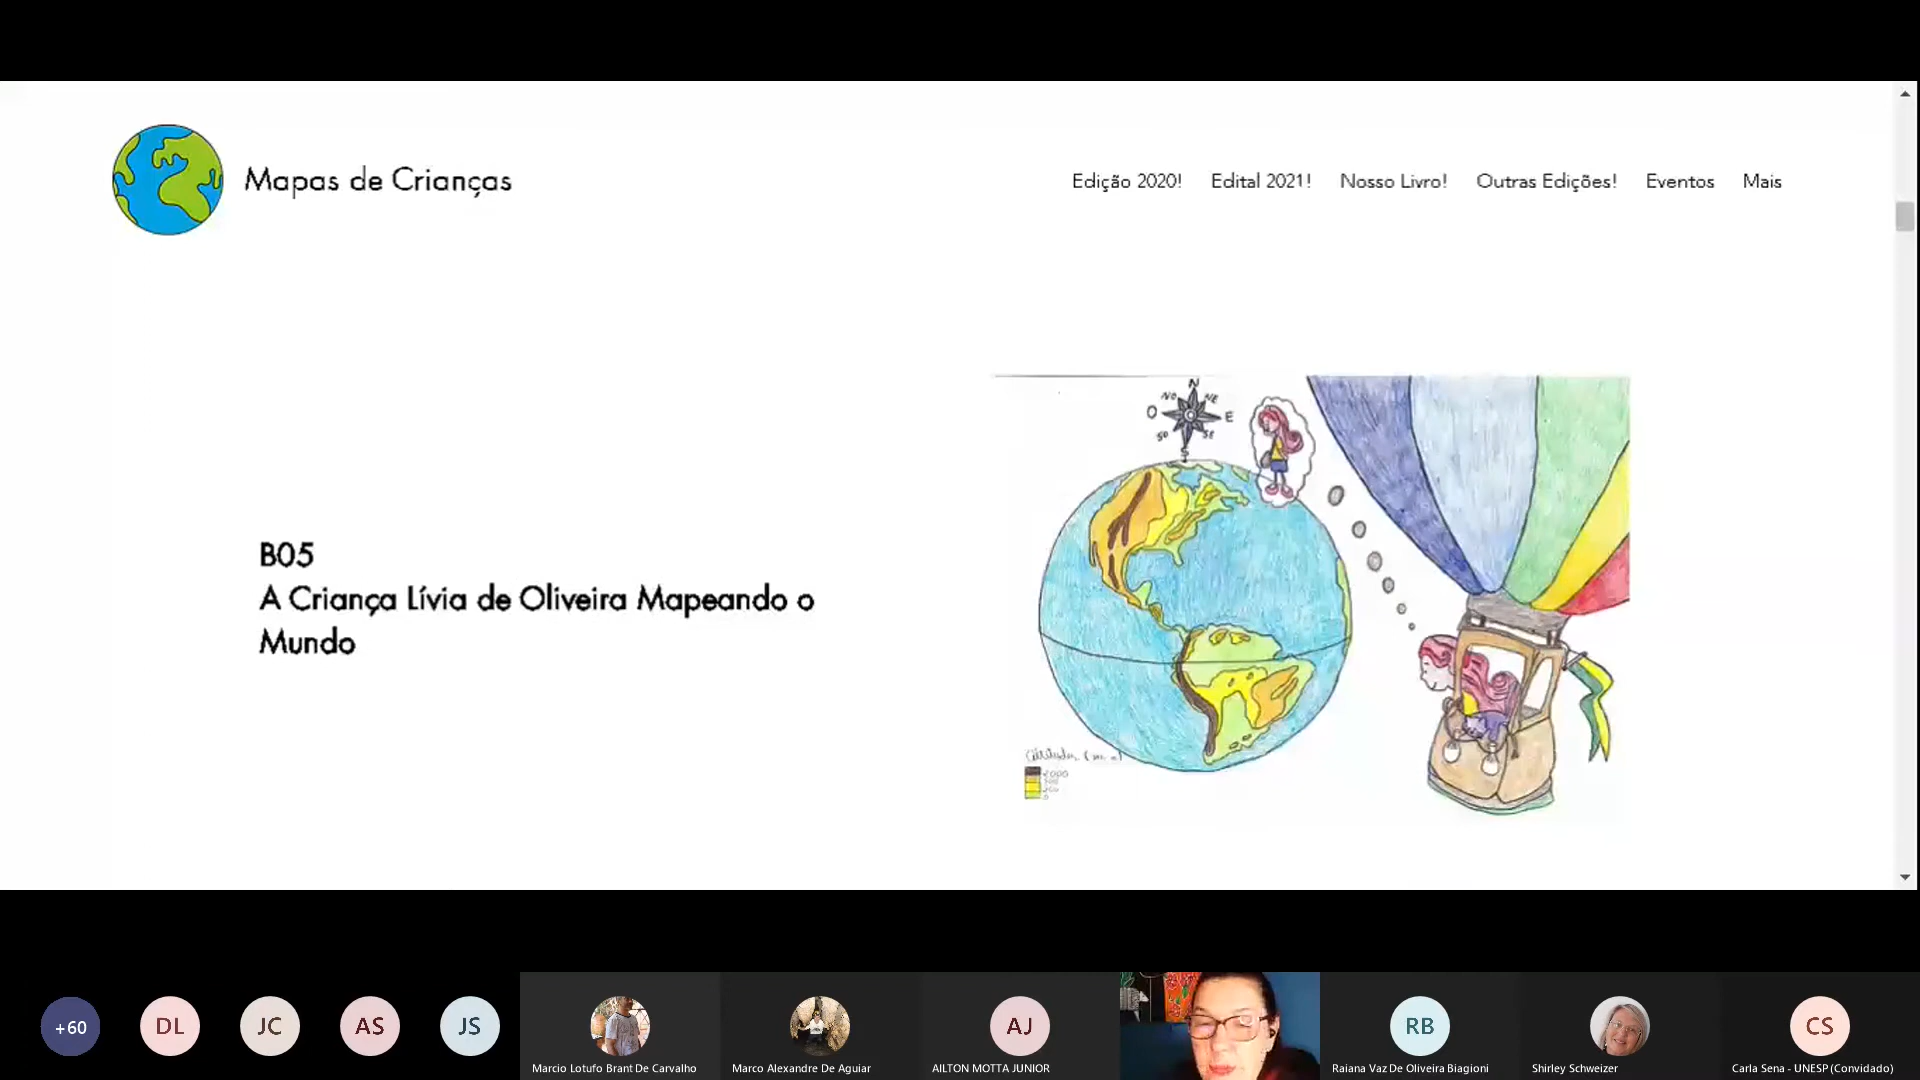 Mapas de Crianças
Edição 2020! Edital 2021! Nosso Livro! Outras Edições! Eventos Mais
N
NO NE
O E
SO SE
S
B05
A Criança Lívia de Oliveira Mapeando o
Mundo
+60 DL JC AS JS AJ RB CS
Marcio Lotufo Brant De Carvalho Marco Alexandre De Aguiar AILTON MOTTA JUNIOR Raiana Vaz De Oliveira Biagioni Shirley Schweizer Carla Sena - UNESP (Convidado)